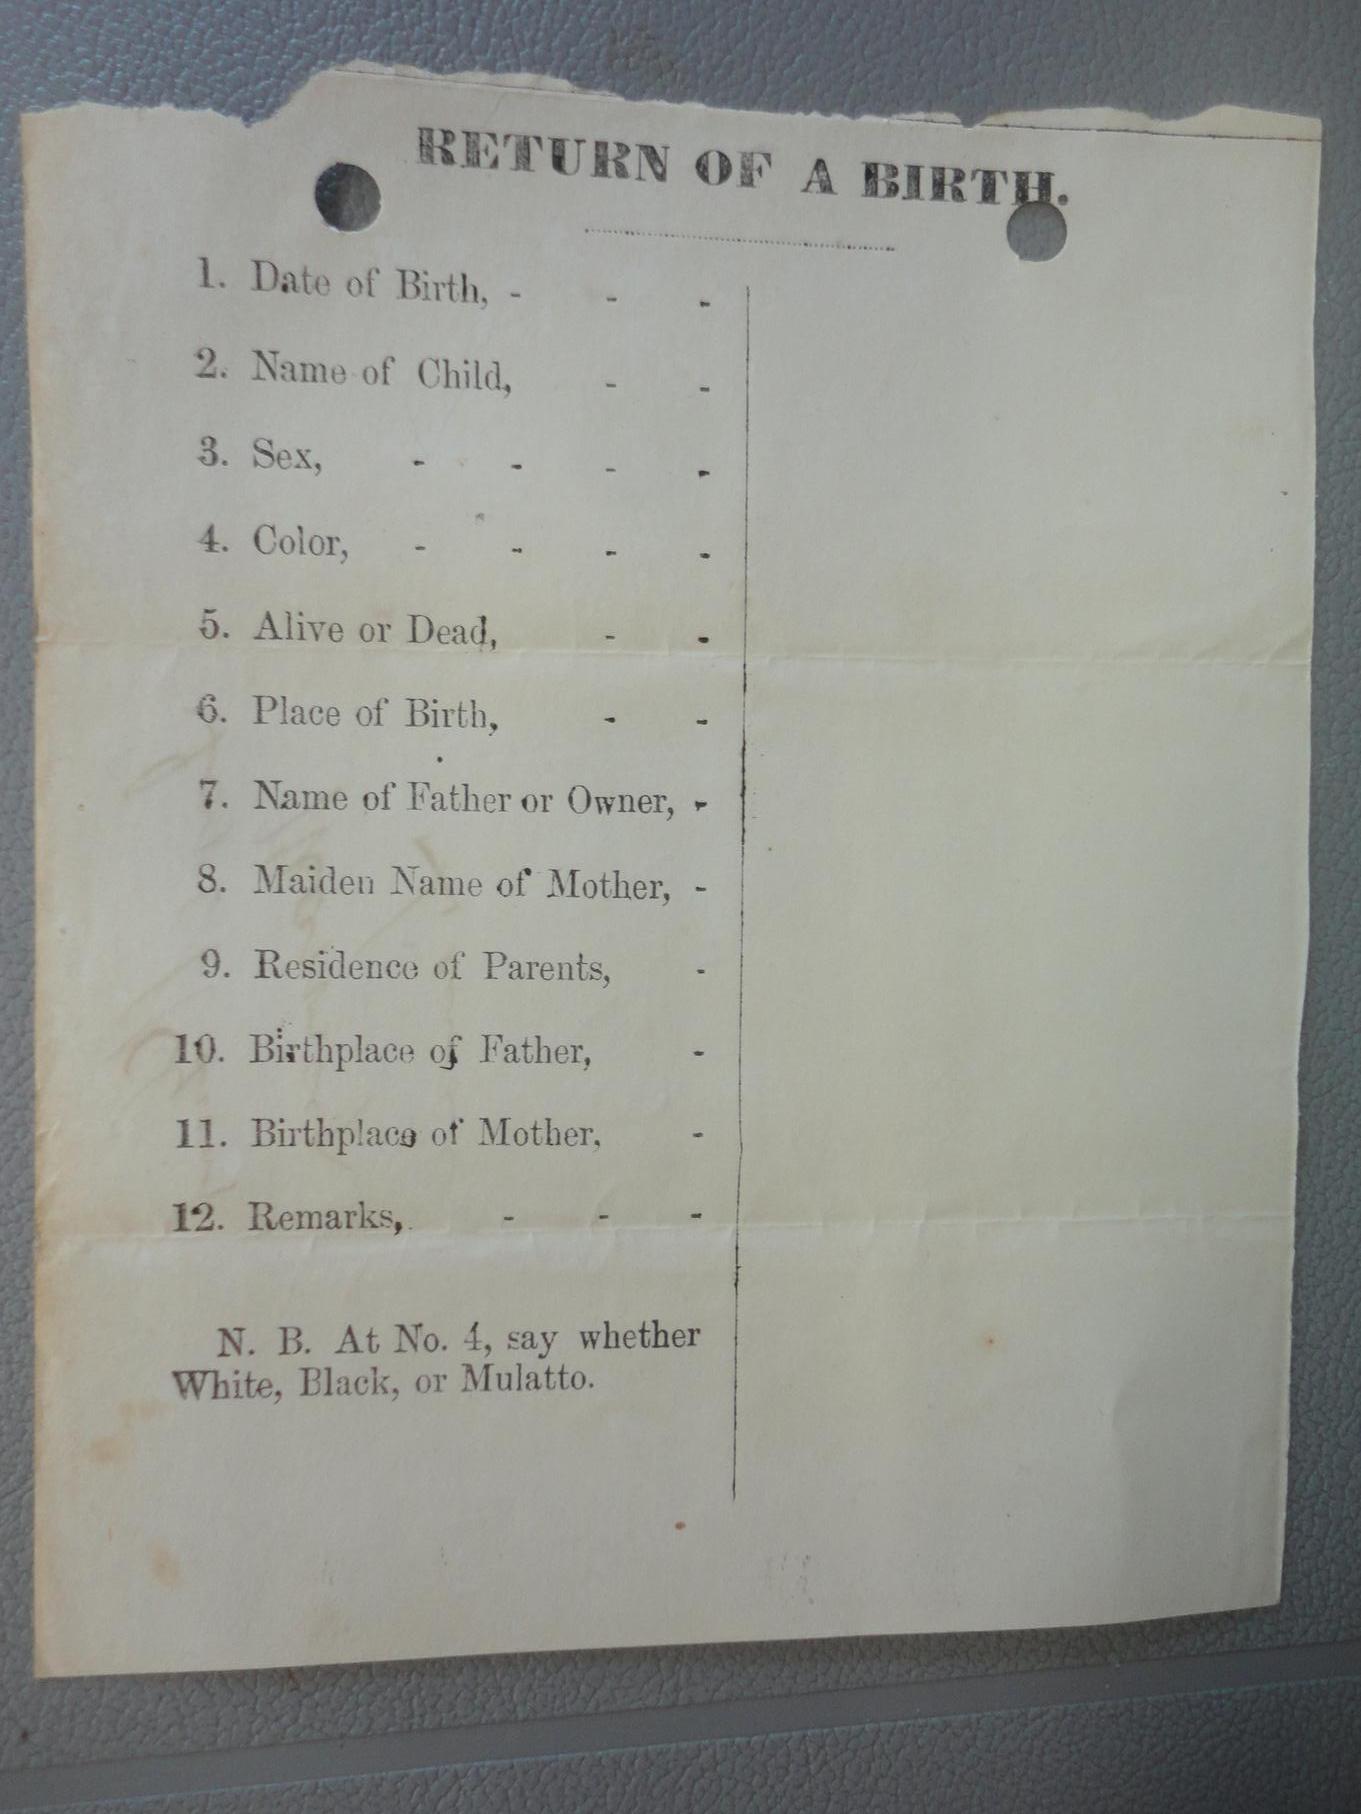 RETURN OF A BIRTH.
1. Date of Birth, - - -
2. Name of Child, - -
3. Sex, - - - -
4. Color, - - - -
5. Alive or Dead, - -
6. Place of Birth, - -
7. Name of Father or Owner, -
8. Maiden Name of Mother, -
9. Residence of Parents, -
10. Birthplace of Father, -
11. Birthplace of Mother, -
12. Remarks, - - -
N. B. At No. 4, say whether
White, Black, or Mulatto.